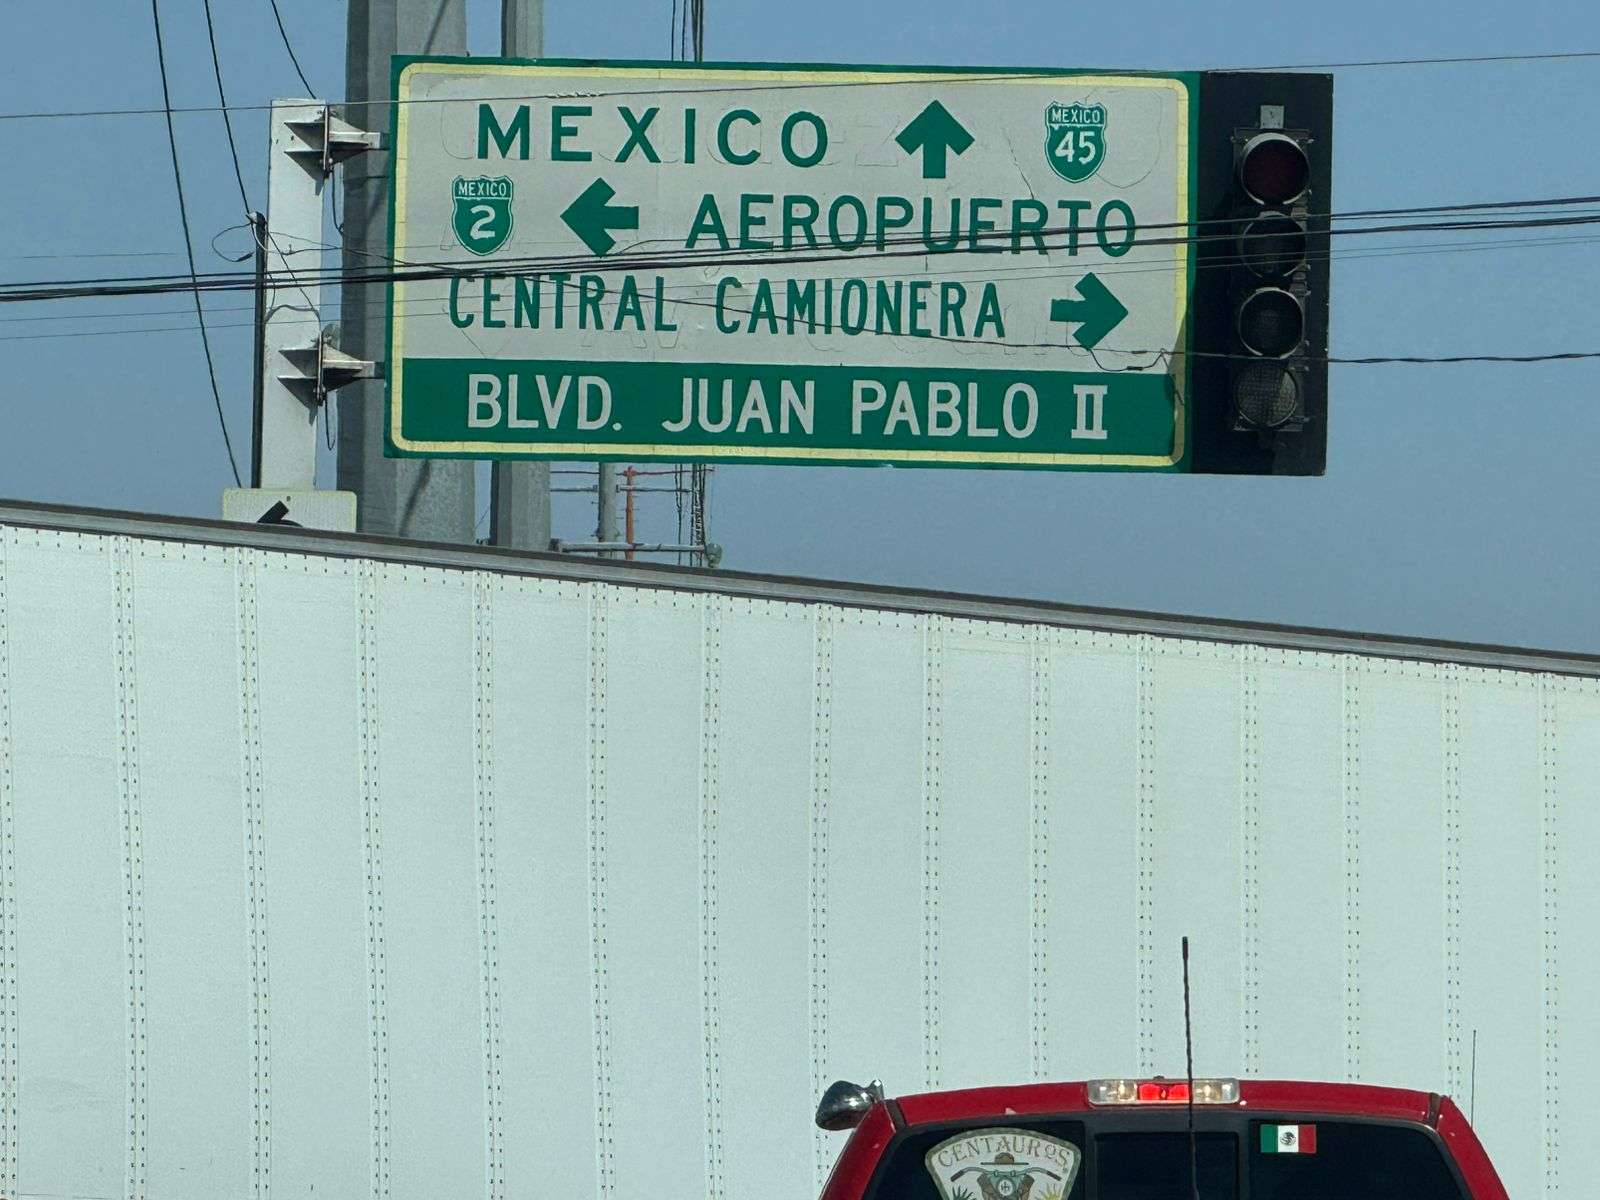 MEXICO MEXICO 45
MEXICO 2 AEROPUERTO
CENTRAL CAMIONERA
BLVD. JUAN PABLO II
CENTAUROS